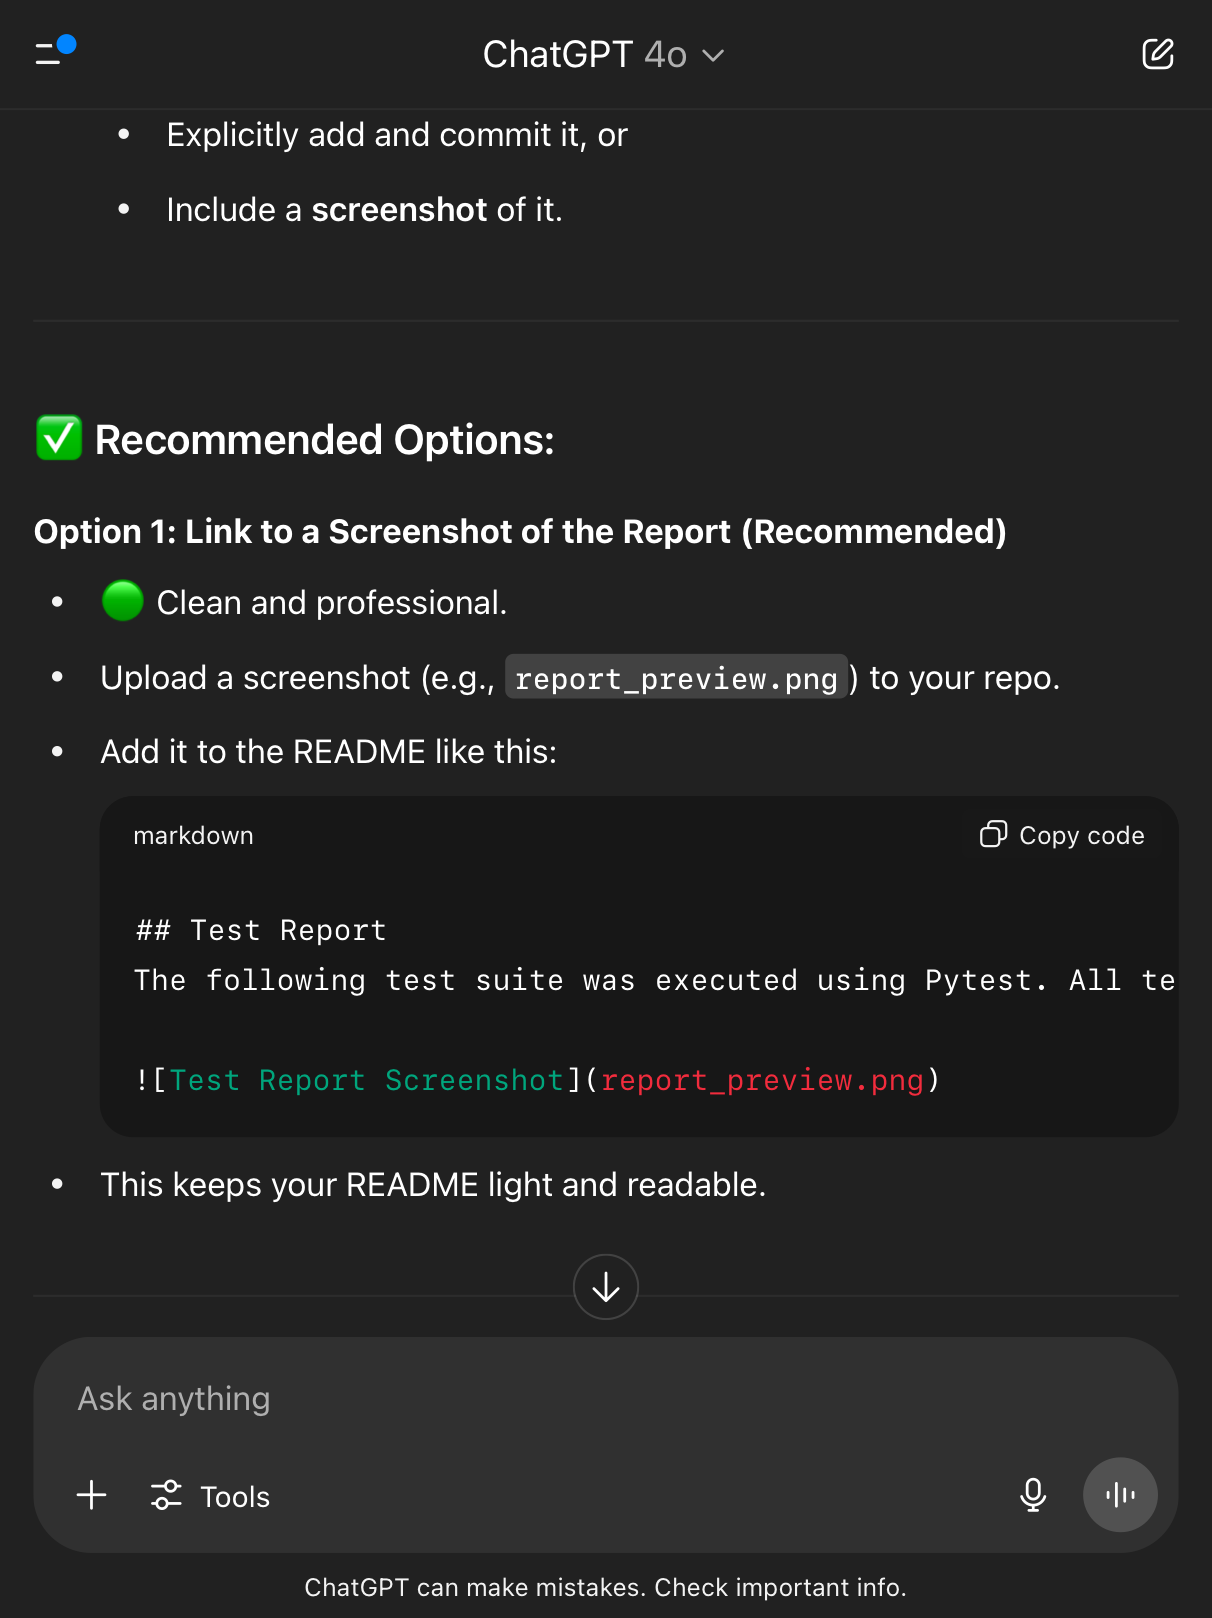 ChatGPT 4o
• Explicitly add and commit it, or
• Include a screenshot of it.
✅ Recommended Options:
Option 1: Link to a Screenshot of the Report (Recommended)
• 🟢 Clean and professional.
• Upload a screenshot (e.g., report_preview.png) to your repo.
• Add it to the README like this:
markdown
Copy code
## Test Report
The following test suite was executed using Pytest. All te
![Test Report Screenshot](report_preview.png)
• This keeps your README light and readable.
Ask anything
Tools
ChatGPT can make mistakes. Check important info.